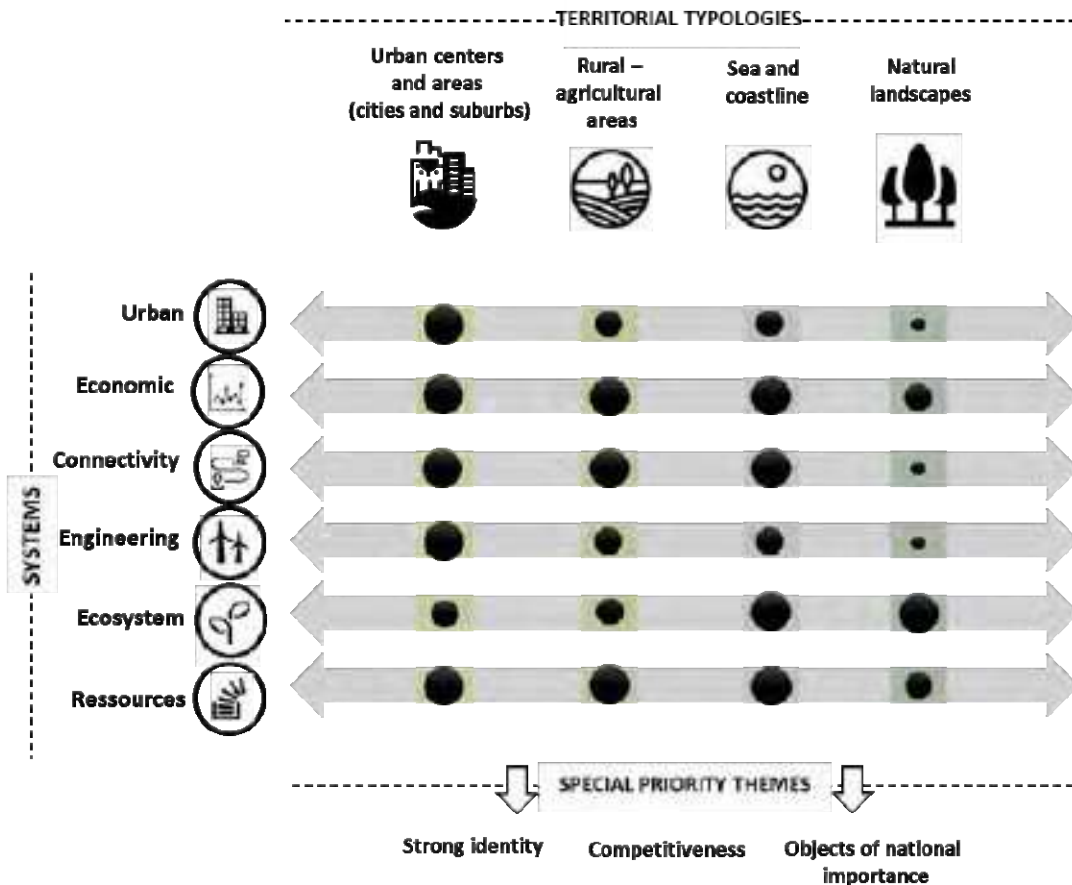 TERRITORIAL TYPOLOGIES
Urban centers
and areas
(cities and suburbs)
Rural –
agricultural
areas
Sea and
coastline
Natural
landscapes
SYSTEMS
Urban
Economic
Connectivity
Engineering
Ecosystem
Ressources
SPECIAL PRIORITY THEMES
Strong identity
Competitiveness
Objects of national
importance